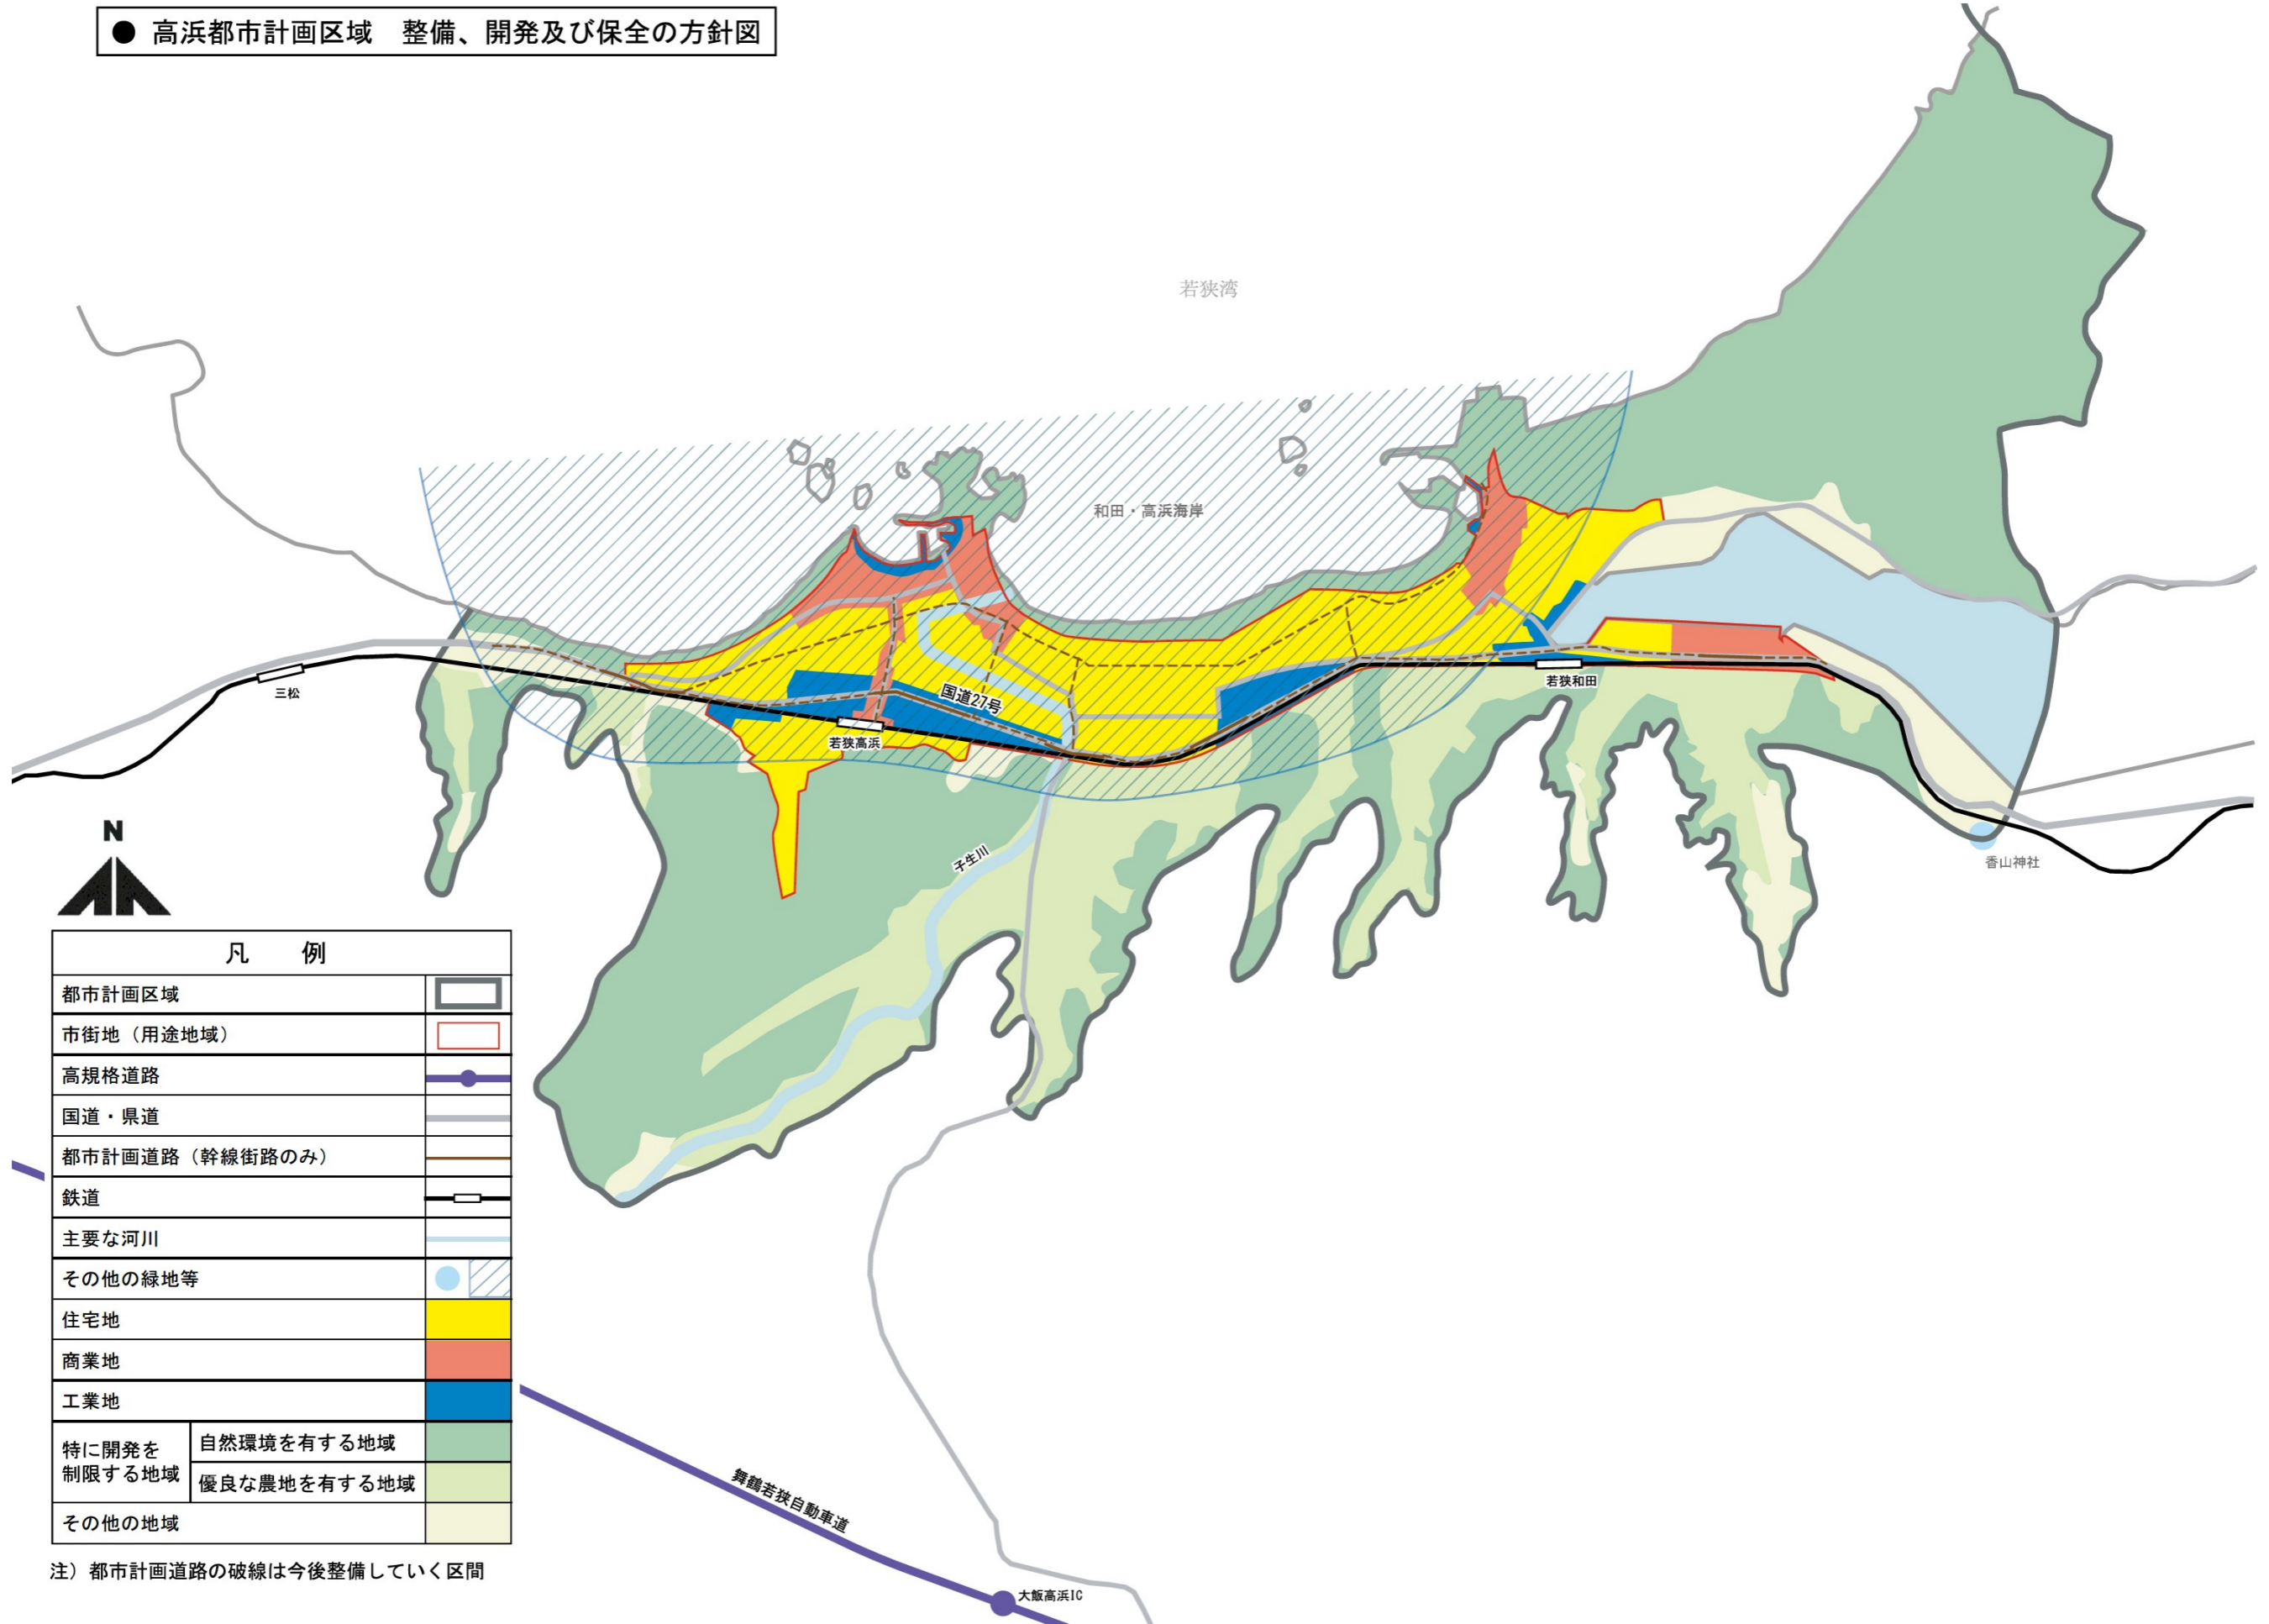 ● 高浜都市計画区域　整備、開発及び保全の方針図
若狭湾
和田・高浜海岸
三松
国道27号
若狭高浜
若狭和田
子生川
香山神社
N
凡　例
都市計画区域
市街地（用途地域）
高規格道路
国道・県道
都市計画道路（幹線街路のみ）
鉄道
主要な河川
その他の緑地等
住宅地
商業地
工業地
特に開発を
制限する地域
自然環境を有する地域
優良な農地を有する地域
その他の地域
注）都市計画道路の破線は今後整備していく区間
舞鶴若狭自動車道
大飯高浜IC